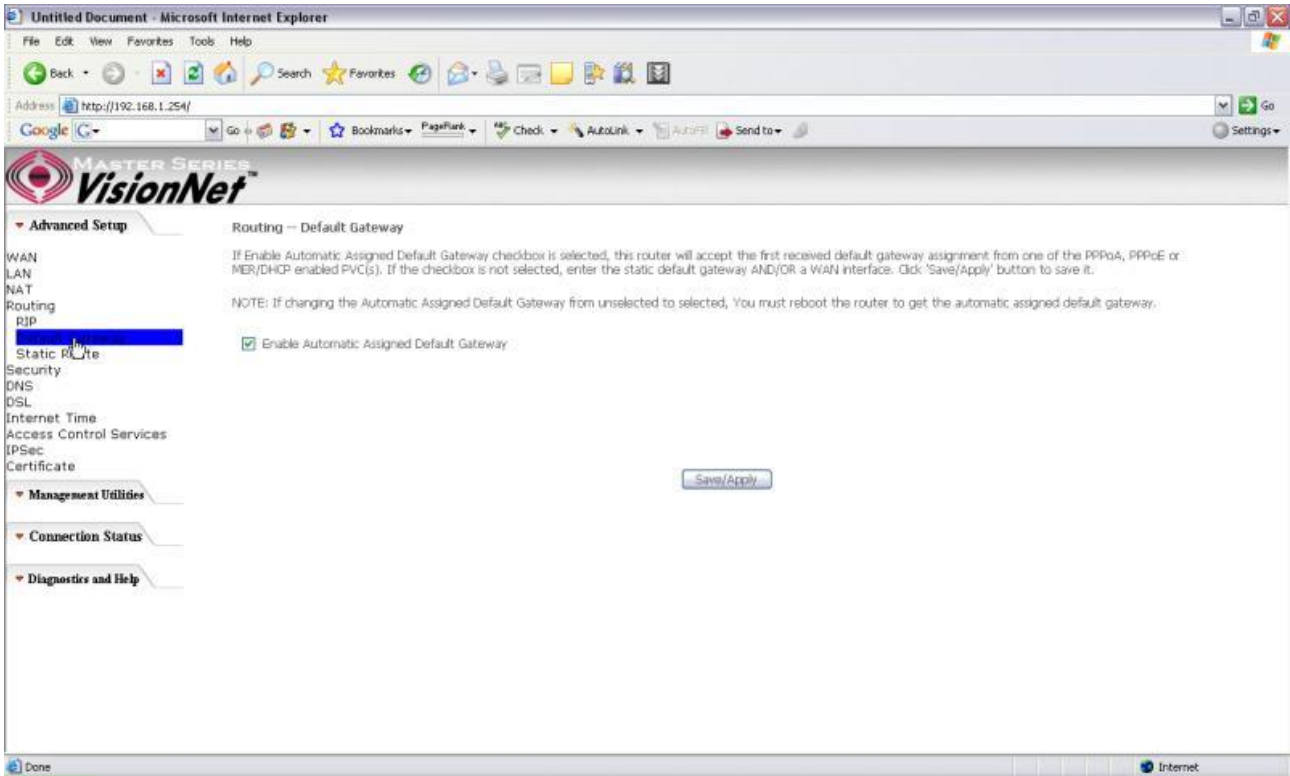 Untitled Document - Microsoft Internet Explorer
File Edit View Favorites Tools Help
Back Search Favorites
Address http://192.168.1.254/ Go
Google G Go Bookmarks PageRank Check AutoLink AutoFill Send to Settings
MASTER SERIES
VisionNet™
Advanced Setup
WAN
LAN
NAT
Routing
RIP
Static
Security
DNS
DSL
Internet Time
Access Control Services
IPSec
Certificate
Management Utilities
Connection Status
Diagnostics and Help
Routing -- Default Gateway
If Enable Automatic Assigned Default Gateway checkbox is selected, this router will accept the first received default gateway assignment from one of the PPPoA, PPPoE or
MER/DHCP enabled PVC(s). If the checkbox is not selected, enter the static default gateway AND/OR a WAN interface. Click 'Save/Apply' button to save it.
NOTE: If changing the Automatic Assigned Default Gateway from unselected to selected, You must reboot the router to get the automatic assigned default gateway.
Enable Automatic Assigned Default Gateway
Save/Apply
Done
Internet